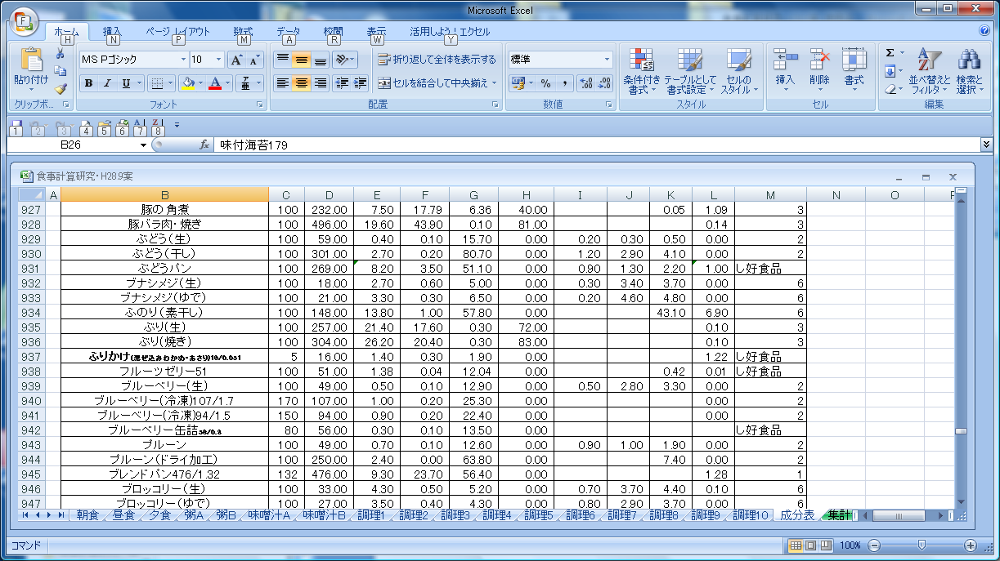 Microsoft Excel
F
ホーム 挿入 ページ レイアウト 数式 データ 校閲 表示 活用しよう！エクセル
H N P M A R W Y
貼り付け
クリップボ...
MS Pゴシック 10 A A
B I U A 亜
フォント
折り返して全体を表示する
セルを結合して中央揃え
配置
標準
% , .00 .00
数値
条件付き書式 テーブルとして書式設定 セルのスタイル
スタイル
挿入 削除 書式
セル
Σ 並べ替えとフィルタ 検索と選択
編集
1 2 3 4 5 6 7 8
B26 fx 味付海苔179
食事計算研究・H28.9案
A B C D E F G H I J K L M N O P
927 豚の 角煮 100 232.00 7.50 17.79 6.36 40.00 0.05 1.09 3
928 豚バラ肉・焼き 100 496.00 19.60 43.90 0.10 81.00 0.14 3
929 ぶどう（生） 100 59.00 0.40 0.10 15.70 0.00 0.20 0.30 0.50 0.00 2
930 ぶどう（干し） 100 301.00 2.70 0.20 80.70 0.00 1.20 2.90 4.10 0.00 2
931 ぶどうパン 100 269.00 8.20 3.50 51.10 0.00 0.90 1.30 2.20 1.00 し好食品
932 ブナシメジ（生） 100 18.00 2.70 0.60 5.00 0.00 0.30 3.40 3.70 0.00 6
933 ブナシメジ（ゆで） 100 21.00 3.30 0.30 6.50 0.00 0.20 4.60 4.80 0.00 6
934 ふのり（素干し） 100 148.00 13.80 1.00 57.80 0.00 43.10 6.90 6
935 ぶり（生） 100 257.00 21.40 17.60 0.30 72.00 0.10 3
936 ぶり（焼き） 100 304.00 26.20 20.40 0.30 83.00 0.10 3
937 ふりかけ(混ぜ込みわかめ・あさり)16/0.051 5 16.00 1.40 0.30 1.90 0.00 1.22 し好食品
938 フルーツゼリー51 100 51.00 1.38 0.04 12.04 0.00 0.42 0.01 し好食品
939 ブルーベリー（生） 100 49.00 0.50 0.10 12.90 0.00 0.50 2.80 3.30 0.00 2
940 ブルーベリー(冷凍)107/1.7 170 107.00 1.00 0.20 25.30 0.00 0.00 2
941 ブルーベリー(冷凍)94/1.5 150 94.00 0.90 0.20 22.40 0.00 0.00 2
942 ブルーベリー缶詰56/0.8 80 56.00 0.30 0.10 13.50 0.00 し好食品
943 プルーン 100 49.00 0.70 0.10 12.60 0.00 0.90 1.00 1.90 0.00 2
944 プルーン（ドライ加工） 100 250.00 2.40 0.00 63.80 0.00 7.40 0.00 2
945 ブレンドパン476/1.32 132 476.00 9.30 23.70 56.40 0.00 1.28 1
946 ブロッコリー（生） 100 33.00 4.30 0.50 5.20 0.00 0.70 3.70 4.40 0.10 6
947 ブロッコリー（ゆで） 100 27.00 3.50 0.40 4.30 0.00 0.80 2.90 3.70 0.00 6
朝食 昼食 夕食 粥A 粥B 味噌汁A 味噌汁B 調理1 調理2 調理3 調理4 調理5 調理6 調理7 調理8 調理9 調理10 成分表 集計
コマンド 100%